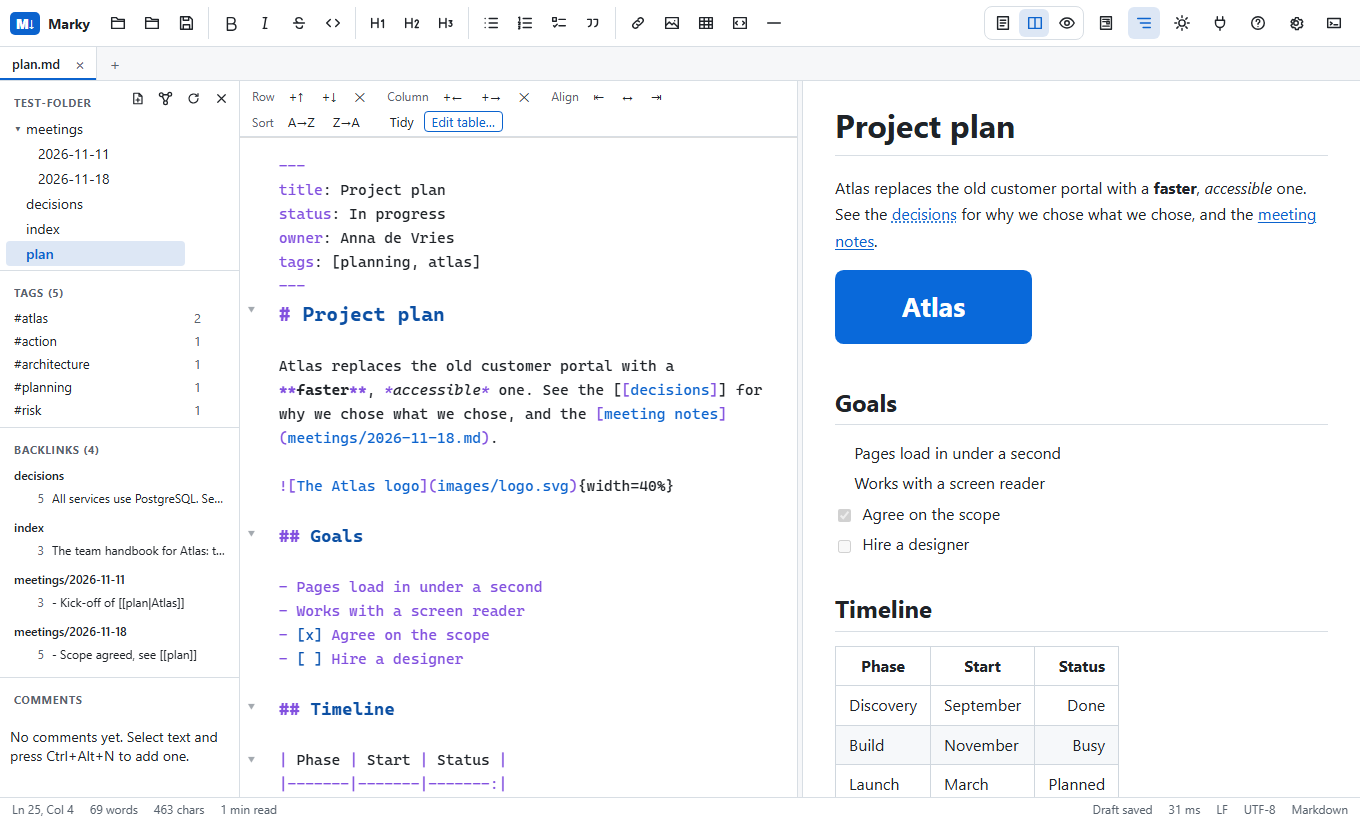 M↓ Marky B I S <> H1 H2 H3
plan.md × +
TEST-FOLDER
meetings
2026-11-11
2026-11-18
decisions
index
plan
TAGS (5)
#atlas 2
#action 1
#architecture 1
#planning 1
#risk 1
BACKLINKS (4)
decisions
5 All services use PostgreSQL. Se...
index
3 The team handbook for Atlas: t...
meetings/2026-11-11
3 - Kick-off of [[plan|Atlas]]
meetings/2026-11-18
5 - Scope agreed, see [[plan]]
COMMENTS
No comments yet. Select text and
press Ctrl+Alt+N to add one.
Row +↑ +↓ × Column +← +→ × Align ⇤ ↔ ⇥
Sort A→Z Z→A Tidy Edit table...
---
title: Project plan
status: In progress
owner: Anna de Vries
tags: [planning, atlas]
---
# Project plan
Atlas replaces the old customer portal with a
**faster**, *accessible* one. See the [[decisions]] for
why we chose what we chose, and the [meeting notes]
(meetings/2026-11-18.md).
![The Atlas logo](images/logo.svg){width=40%}
## Goals
- Pages load in under a second
- Works with a screen reader
- [x] Agree on the scope
- [ ] Hire a designer
## Timeline
| Phase | Start | Status |
|-------|-------|-------:|
Project plan
Atlas replaces the old customer portal with a faster, accessible one.
See the decisions for why we chose what we chose, and the meeting
notes.
Atlas
Goals
Pages load in under a second
Works with a screen reader
Agree on the scope
Hire a designer
Timeline
Phase Start Status
Discovery September Done
Build November Busy
Launch March Planned
Ln 25, Col 4 69 words 463 chars 1 min read Draft saved 31 ms LF UTF-8 Markdown